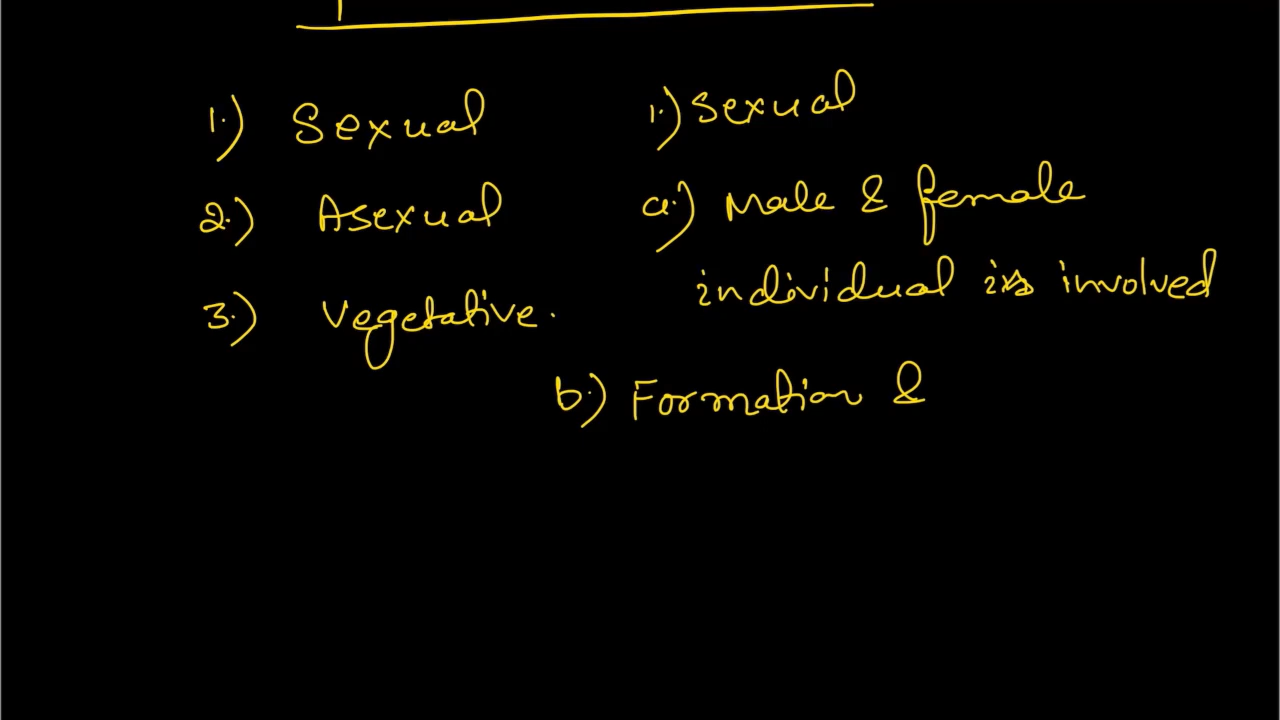 1.) Sexual
2.) Asexual
3.) Vegetative.
1.) Sexual
a.) Male & female
individual is involved
b.) Formation &